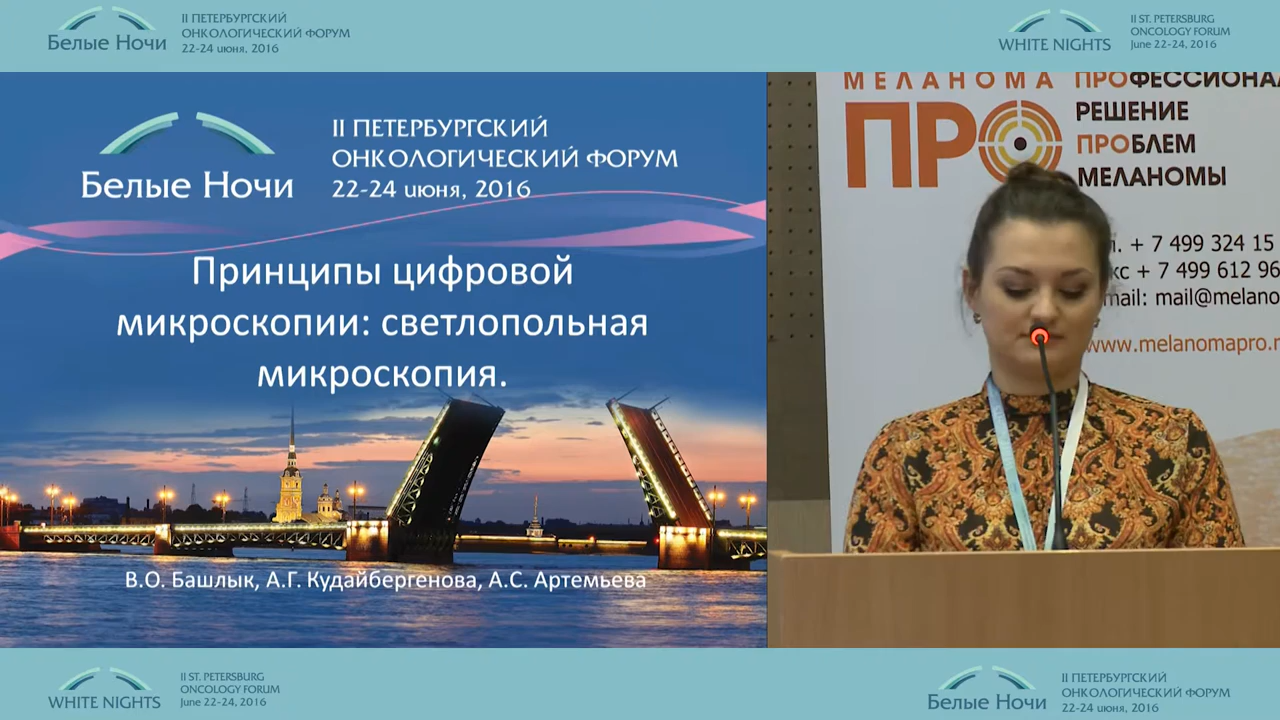 Белые Ночи
II ПЕТЕРБУРГСКИЙ
ОНКОЛОГИЧЕСКИЙ ФОРУМ
22-24 июня, 2016
WHITE NIGHTS
II ST. PETERSBURG
ONCOLOGY FORUM
June 22-24, 2016
Белые Ночи
II ПЕТЕРБУРГСКИЙ
ОНКОЛОГИЧЕСКИЙ ФОРУМ
22-24 июня, 2016
Принципы цифровой
микроскопии: светлопольная
микроскопия.
В.О. Башлык, А.Г. Кудайбергенова, А.С. Артемьева
МЕЛАНОМА
ПРО
ПРОФЕССИОНА
РЕШЕНИЕ
ПРОБЛЕМ
МЕЛАНОМЫ
. + 7 499 324 15
кс + 7 499 612 96
mail: mail@melano
www.melanomapro.r
WHITE NIGHTS
II ST. PETERSBURG
ONCOLOGY FORUM
June 22-24, 2016
Белые Ночи
II ПЕТЕРБУРГСКИЙ
ОНКОЛОГИЧЕСКИЙ ФОРУМ
22-24 июня, 2016